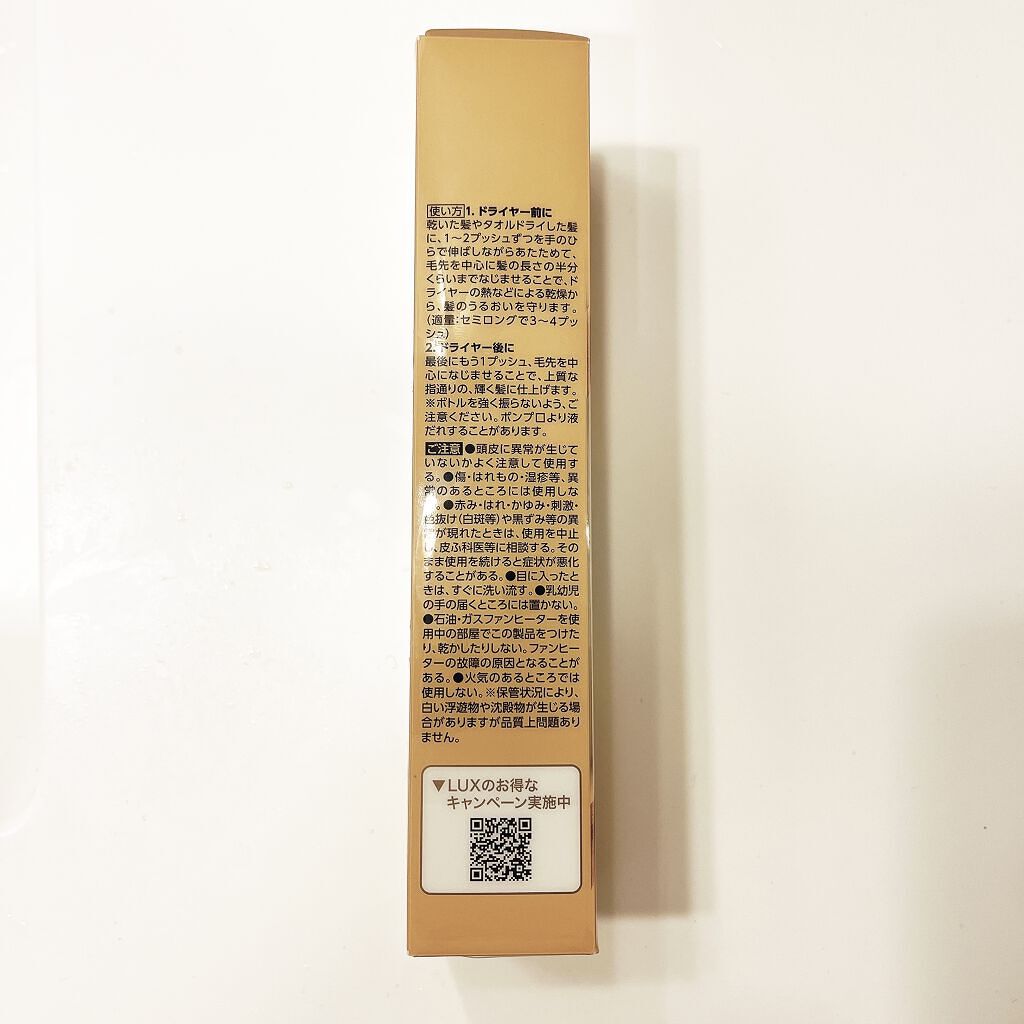 使い方 1. ドライヤー前に
乾いた髪やタオルドライした髪
に、1〜2プッシュずつを手のひ
らで伸ばしながらあたためて、
毛先を中心に髪の長さの半分
くらいまでなじませることで、ド
ライヤーの熱などによる乾燥か
ら、髪のうるおいを守ります。
(適量:セミロングで3〜4プッ
シュ)
2. ドライヤー後に
最後にもう1プッシュ、毛先を中
心になじませることで、上質な
指通りの、輝く髪に仕上げます。
※ボトルを強く振らないよう、ご
注意ください。ポンプ口より液
だれすることがあります。
ご注意 ●頭皮に異常が生じて
いないかよく注意して使用す
る。●傷・はれもの・湿疹等、異
常のあるところには使用しな
い。●赤み・はれ・かゆみ・刺激・
色抜け(白斑等)や黒ずみ等の異
常が現れたときは、使用を中止
し、皮ふ科医等に相談する。その
まま使用を続けると症状が悪化
することがある。●目に入ったと
きは、すぐに洗い流す。●乳幼児
の手の届くところには置かない。
●石油・ガスファンヒーターを使
用中の部屋でこの製品をつけた
り、乾かしたりしない。ファンヒー
ターの故障の原因となることが
ある。●火気のあるところでは
使用しない。※保管状況により、
白い浮遊物や沈殿物が生じる場
合がありますが品質上問題あり
ません。
▼LUXのお得な
キャンペーン実施中